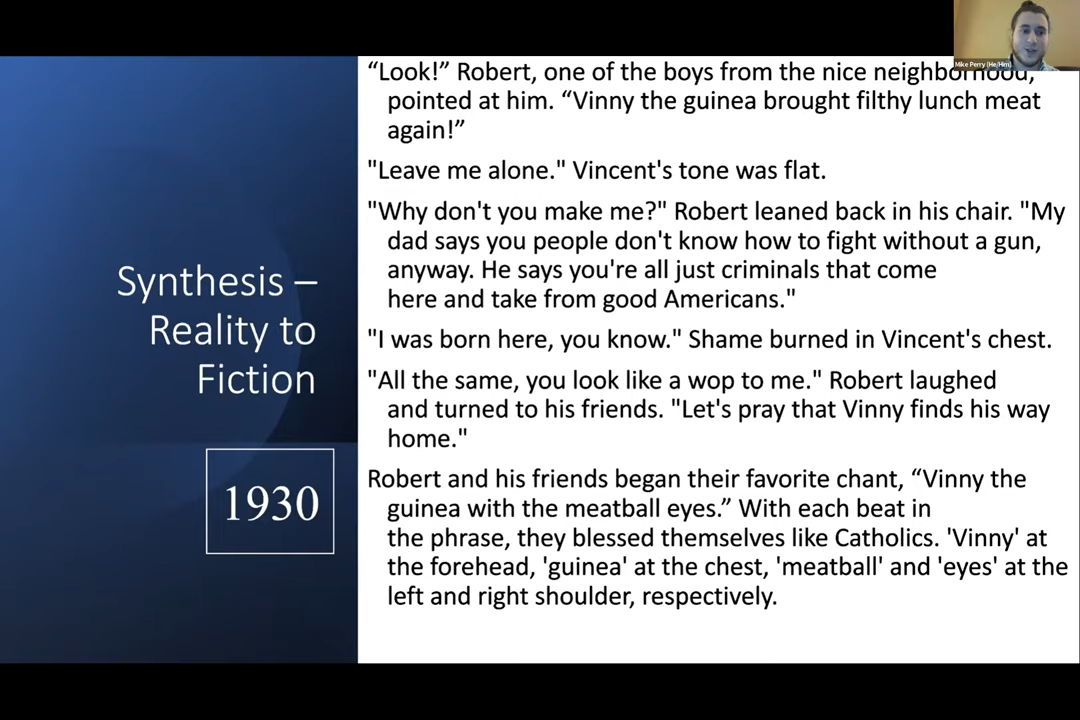 Mike Perry (He/Him)
Synthesis –
Reality to
Fiction
1930
“Look!” Robert, one of the boys from the nice neighborhood,
pointed at him. “Vinny the guinea brought filthy lunch meat
again!”
"Leave me alone." Vincent's tone was flat.
"Why don't you make me?" Robert leaned back in his chair. "My
dad says you people don't know how to fight without a gun,
anyway. He says you're all just criminals that come
here and take from good Americans."
"I was born here, you know." Shame burned in Vincent's chest.
"All the same, you look like a wop to me." Robert laughed
and turned to his friends. "Let's pray that Vinny finds his way
home."
Robert and his friends began their favorite chant, “Vinny the
guinea with the meatball eyes.” With each beat in
the phrase, they blessed themselves like Catholics. 'Vinny' at
the forehead, 'guinea' at the chest, 'meatball' and 'eyes' at the
left and right shoulder, respectively.